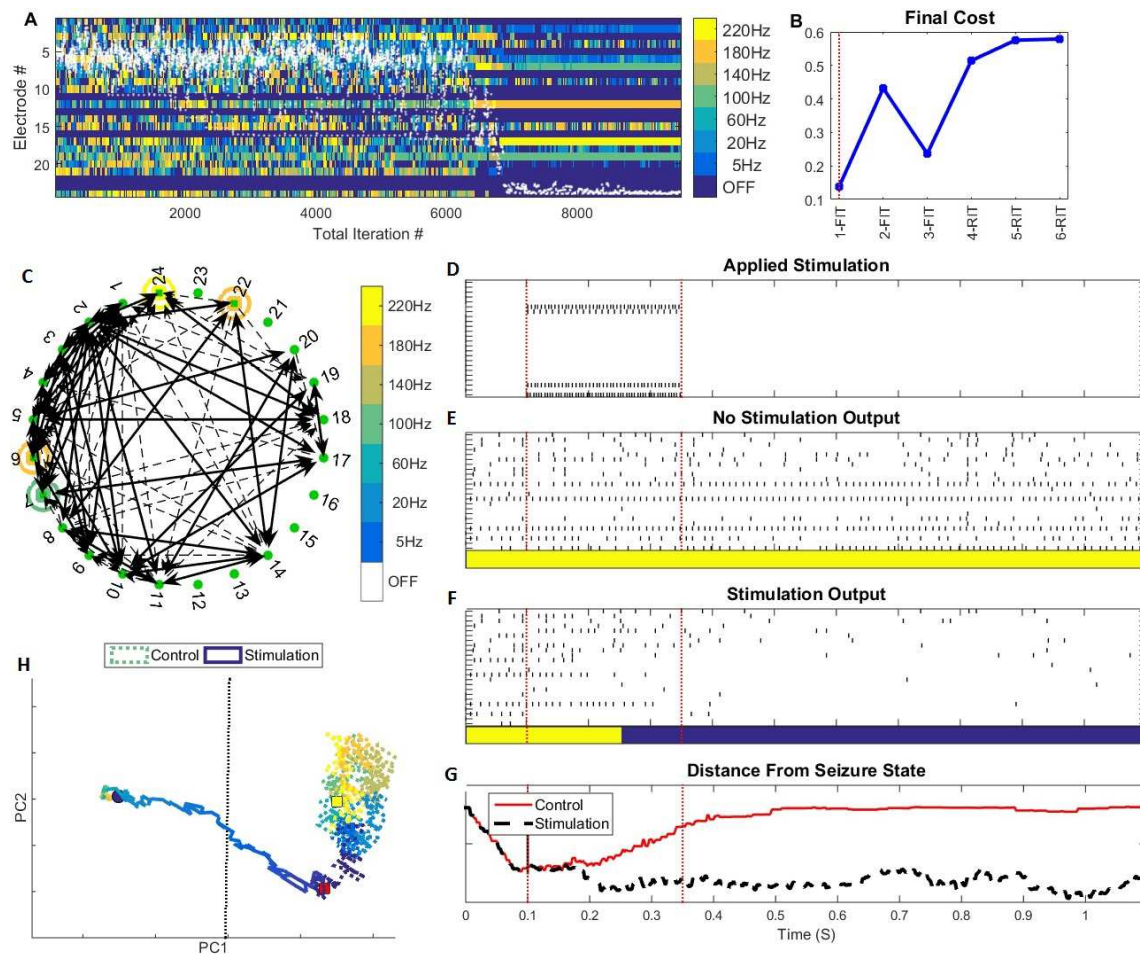 A
Electrode #
5
10
15
20
2000
4000
6000
8000
Total Iteration #
220Hz
180Hz
140Hz
100Hz
60Hz
20Hz
5Hz
OFF
B
Final Cost
0.6
0.5
0.4
0.3
0.2
0.1
1-FIT
2-FIT
3-FIT
4-RIT
5-RIT
6-RIT
C
1
2
3
4
5
6
7
8
9
10
11
12
13
14
15
16
17
18
19
20
21
22
23
24
220Hz
180Hz
140Hz
100Hz
60Hz
20Hz
5Hz
OFF
D
Applied Stimulation
E
No Stimulation Output
F
Stimulation Output
H
Control
Stimulation
PC2
PC1
G
Distance From Seizure State
Control
Stimulation
0
0.1
0.2
0.3
0.4
0.5
0.6
0.7
0.8
0.9
1
Time (S)